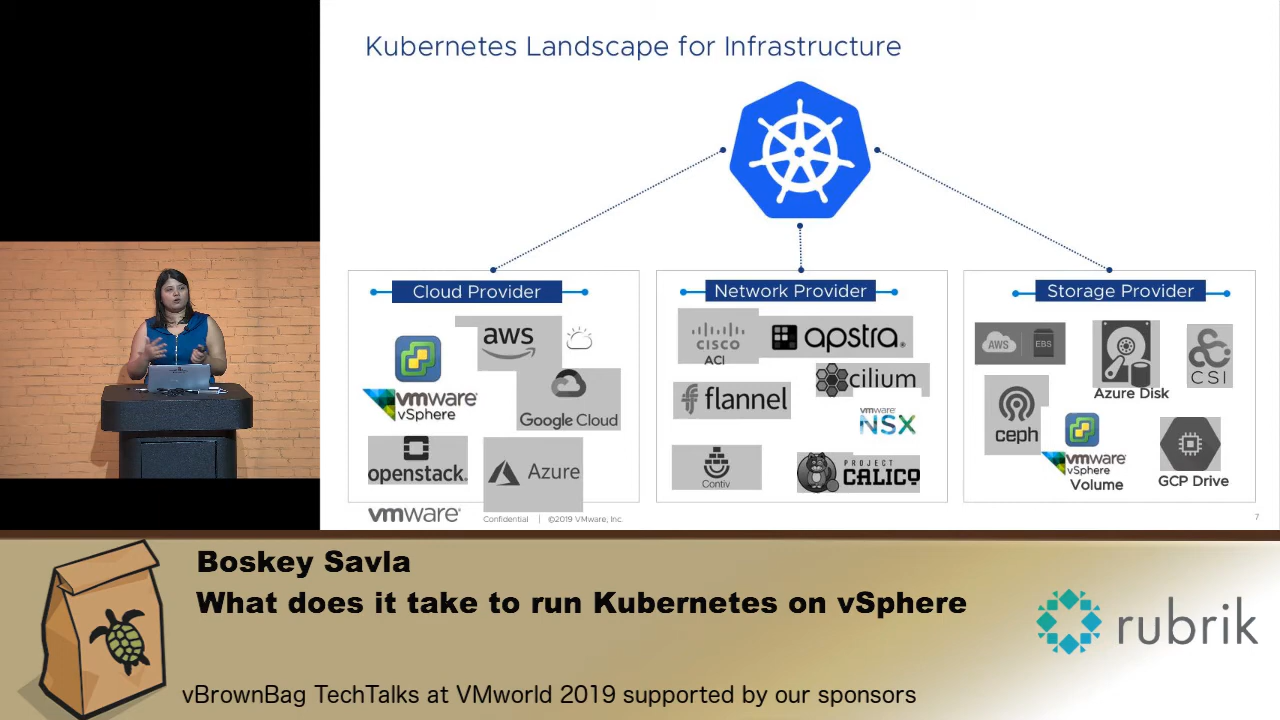 Kubernetes Landscape for Infrastructure
Cloud Provider
aws
vmware
vSphere
Google Cloud
openstack.
Azure
Network Provider
CISCO
ACI
apstra.
flannel
cilium
vmware
NSX
Contiv
PROJECT
CALICO
Storage Provider
AWS
EBS
Azure Disk
CSI
ceph
vmware
vSphere
Volume
GCP Drive
vmware®
Confidential | ©2019 VMware, Inc.
7
Boskey Savla
What does it take to run Kubernetes on vSphere
rubrik
vBrownBag TechTalks at VMworld 2019 supported by our sponsors